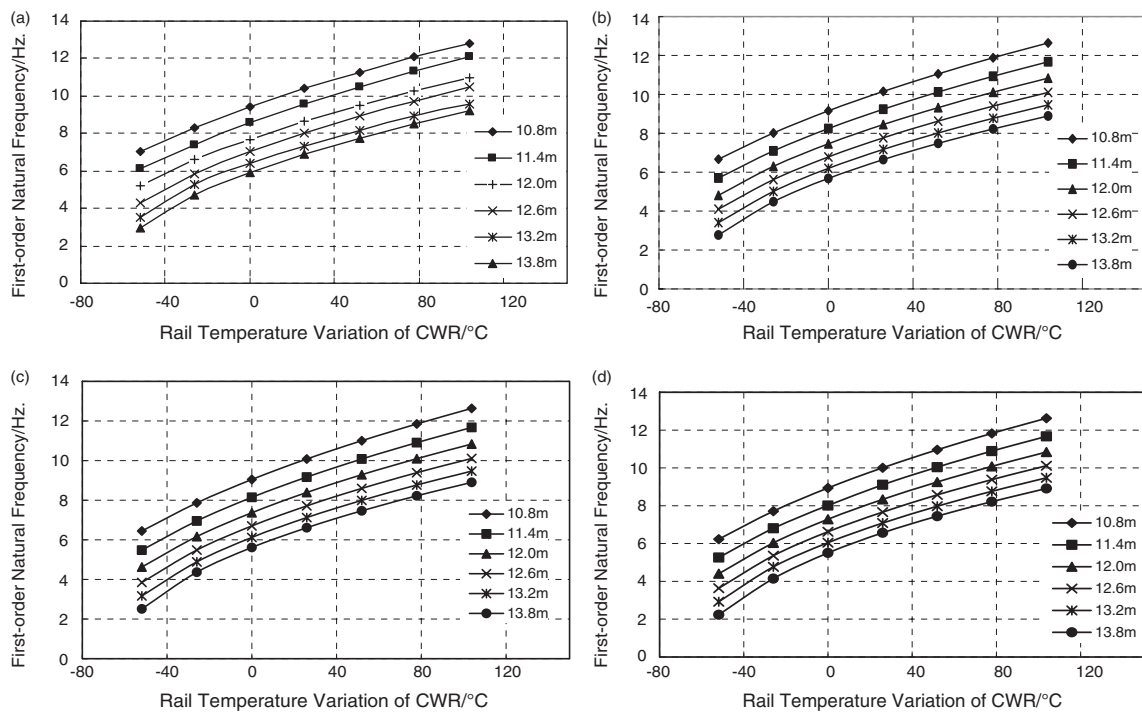 (a)
First-order Natural Frequency/Hz.
14
12
10
8
6
4
2
0
-80
-40
0
40
80
120
10.8m
11.4m
12.0m
12.6m
13.2m
13.8m
Rail Temperature Variation of CWR/°C
(b)
First-order Natural Frequency/Hz.
14
12
10
8
6
4
2
0
-80
-40
0
40
80
120
10.8m
11.4m
12.0m
12.6m
13.2m
13.8m
Rail Temperature Variation of CWR/°C
(c)
First-order Natural Frequency/Hz.
14
12
10
8
6
4
2
0
-80
-40
0
40
80
120
10.8m
11.4m
12.0m
12.6m
13.2m
13.8m
Rail Temperature Variation of CWR/°C
(d)
First-order Natural Frequency/Hz.
14
12
10
8
6
4
2
0
-80
-40
0
40
80
120
10.8m
11.4m
12.0m
12.6m
13.2m
13.8m
Rail Temperature Variation of CWR/°C